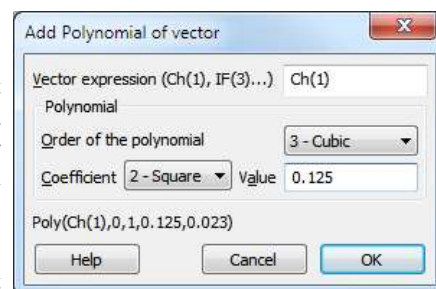 Add Polynomial of vector
Vector expression (Ch(1), IF(3)...) Ch(1)
Polynomial
Order of the polynomial 3 - Cubic
Coefficient 2 - Square Value 0.125
Poly(Ch(1),0,1,0.125,0.023)
Help Cancel OK